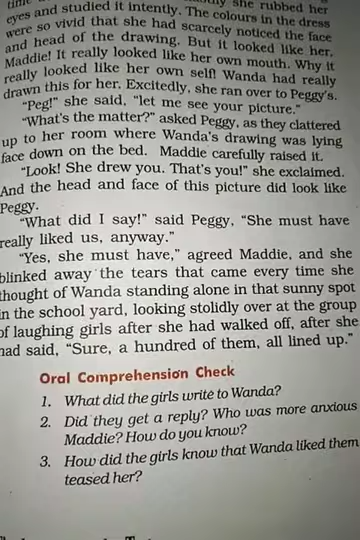 she rubbed her
eyes and studied it intently. The colours in the dress
were so vivid that she had scarcely noticed the face
and head of the drawing. But it looked like her,
Maddie! It really looked like her own mouth. Why it
really looked like her own self! Wanda had really
drawn this for her. Excitedly, she ran over to Peggy's.
"Peg!" she said, "let me see your picture."
"What's the matter?" asked Peggy, as they clattered
up to her room where Wanda's drawing was lying
face down on the bed. Maddie carefully raised it.
"Look! She drew you. That's you!" she exclaimed.
And the head and face of this picture did look like
Peggy.
"What did I say!" said Peggy, "She must have
really liked us, anyway."
"Yes, she must have," agreed Maddie, and she
blinked away the tears that came every time she
thought of Wanda standing alone in that sunny spot
in the school yard, looking stolidly over at the group
of laughing girls after she had walked off, after she
had said, "Sure, a hundred of them, all lined up."
Oral Comprehension Check
1. What did the girls write to Wanda?
2. Did they get a reply? Who was more anxious
Maddie? How do you know?
3. How did the girls know that Wanda liked them
teased her?